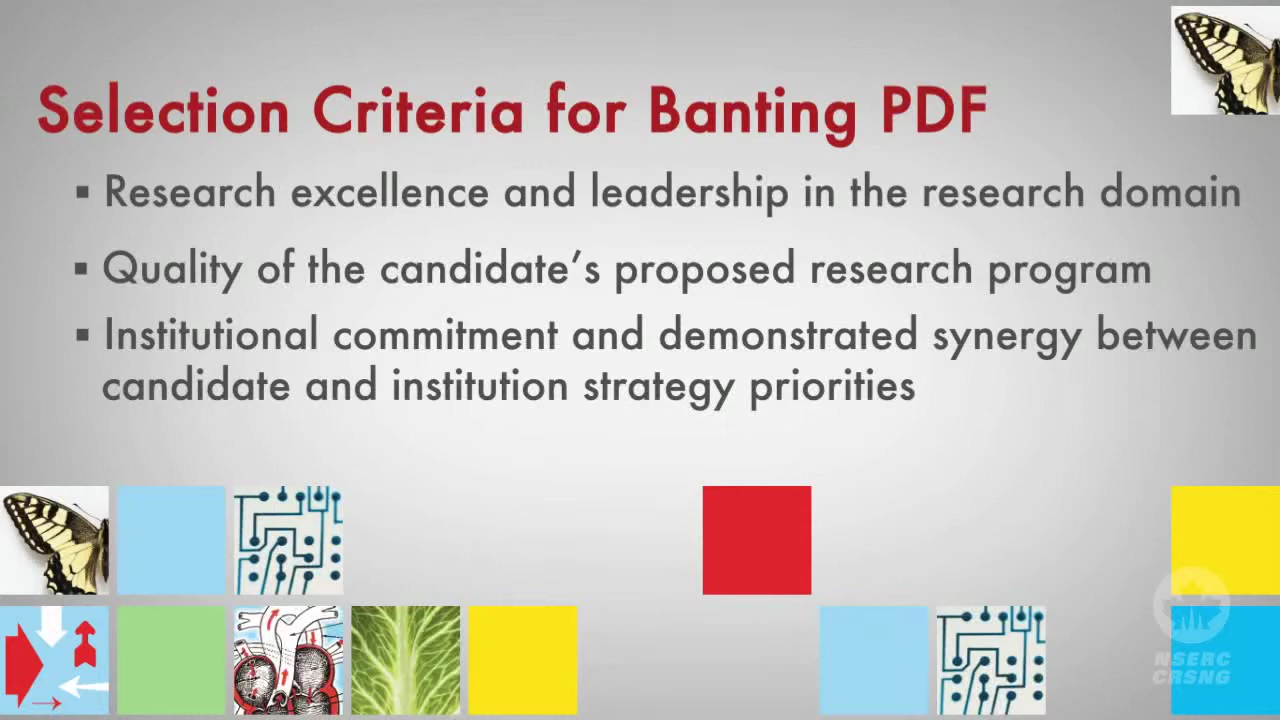 Selection Criteria for Banting PDF
▪ Research excellence and leadership in the research domain
▪ Quality of the candidate’s proposed research program
▪ Institutional commitment and demonstrated synergy between
candidate and institution strategy priorities
NSERC
CRSNG